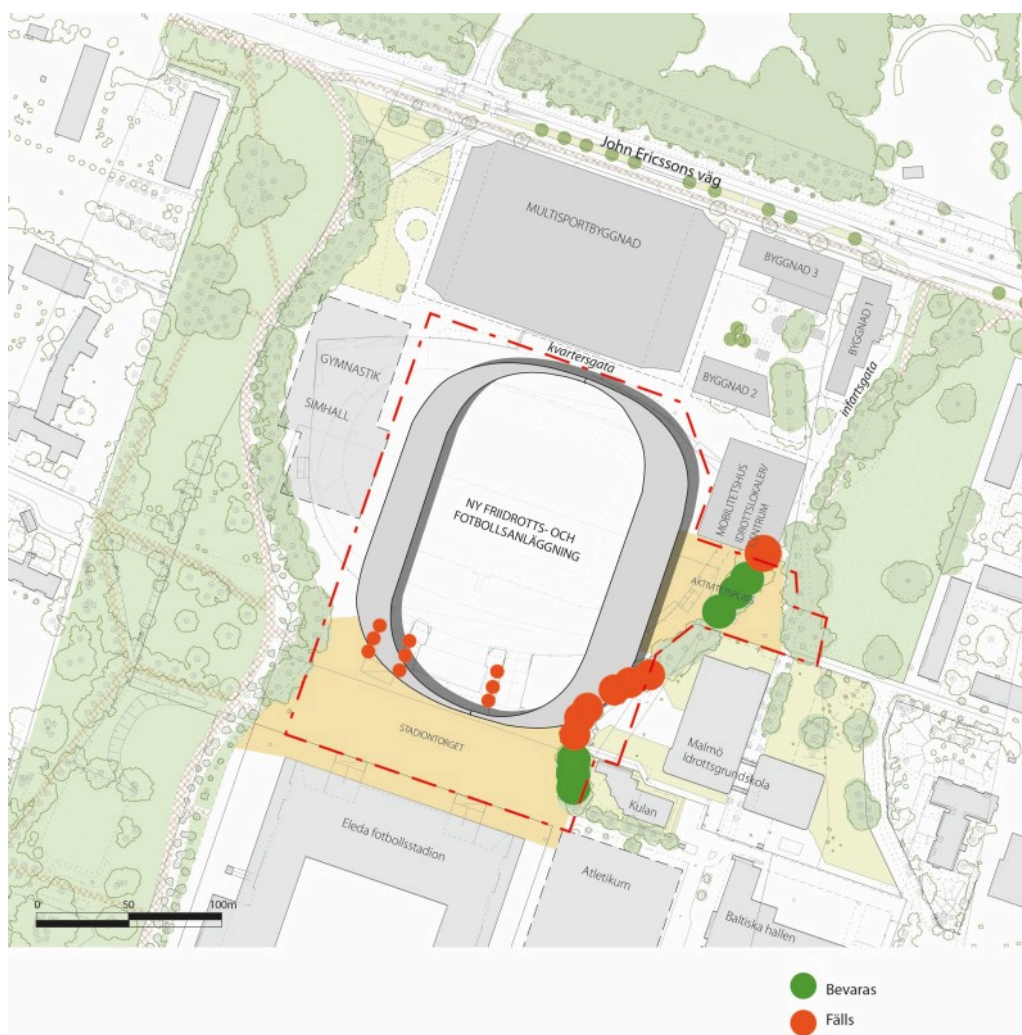 John Ericssons väg
MULTISPORTBYGGNAD
BYGGNAD 3
BYGGNAD 1
kvartersgata
GYMNASTIK
BYGGNAD 2
infartsgata
SIMHALL
MOBILITETSHUS
IDROTTSLOKALER/
ENTRUM
NY FRIIDROTTS- OCH
FOTBOLLSANLÄGGNING
AKTIVITETSPLATS
STADIONTORGET
Malmö
Idrottsgrundskola
Kulan
Eleda fotbollsstadion
Atletikum
Baltiska hallen
0 50 100m
Bevaras
Fälls